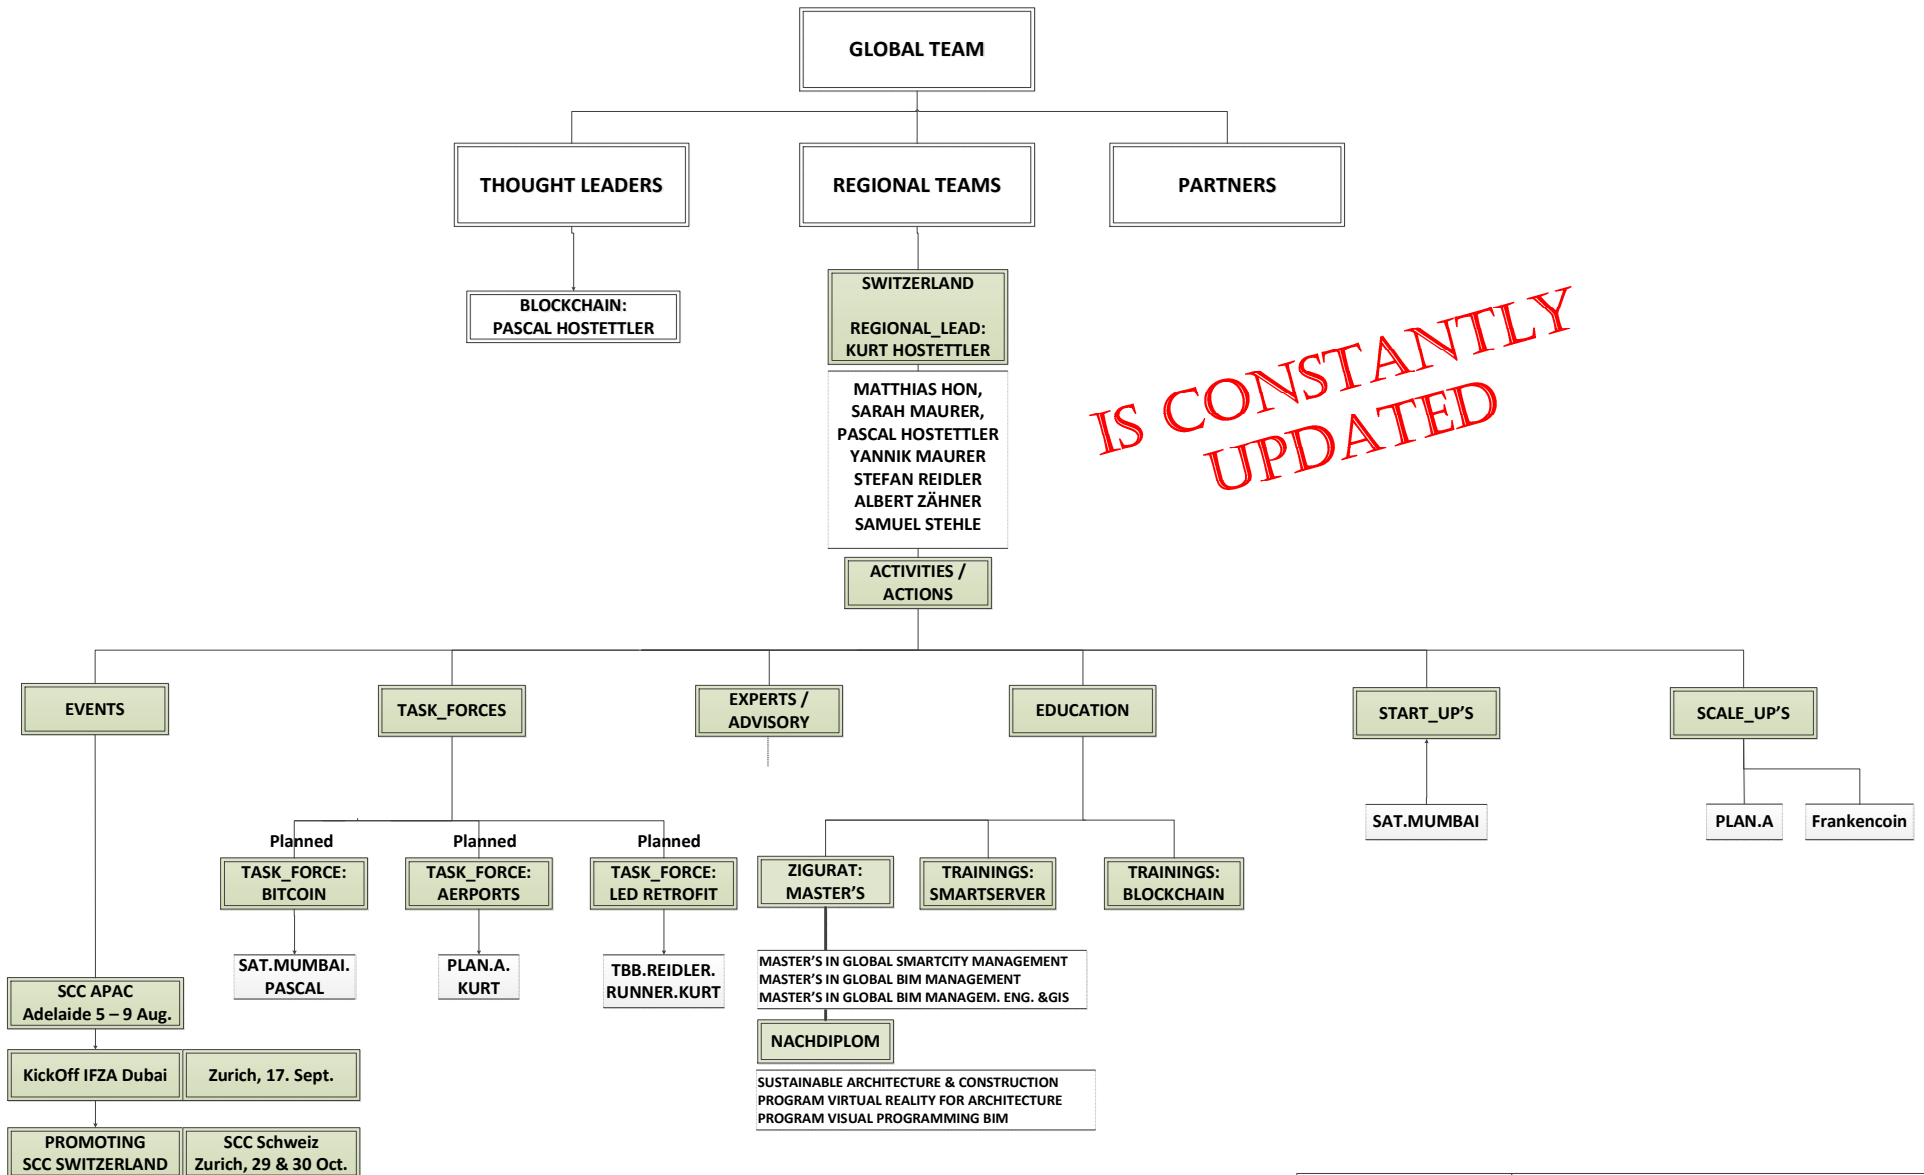 GLOBAL TEAM
THOUGHT LEADERS
REGIONAL TEAMS
PARTNERS
BLOCKCHAIN:
PASCAL HOSTETTLER
SWITZERLAND
REGIONAL_LEAD:
KURT HOSTETTLER
MATTHIAS HON,
SARAH MAURER,
PASCAL HOSTETTLER
YANNIK MAURER
STEFAN REIDLER
ALBERT ZÄHNER
SAMUEL STEHLE
IS CONSTANTLY
UPDATED
ACTIVITIES /
ACTIONS
EVENTS
TASK_FORCES
EXPERTS /
ADVISORY
EDUCATION
START_UP’S
SCALE_UP’S
SAT.MUMBAI
PLAN.A
Frankencoin
Planned
TASK_FORCE:
BITCOIN
Planned
TASK_FORCE:
AERPORTS
Planned
TASK_FORCE:
LED RETROFIT
ZIGURAT:
MASTER’S
TRAININGS:
SMARTSERVER
TRAININGS:
BLOCKCHAIN
SAT.MUMBAI.
PASCAL
PLAN.A.
KURT
TBB.REIDLER.
RUNNER.KURT
MASTER’S IN GLOBAL SMARTCITY MANAGEMENT
MASTER’S IN GLOBAL BIM MANAGEMENT
MASTER’S IN GLOBAL BIM MANAGEM. ENG. &GIS
SCC APAC
Adelaide 5 – 9 Aug.
NACHDIPLOM
KickOff IFZA Dubai
Zurich, 17. Sept.
SUSTAINABLE ARCHITECTURE & CONSTRUCTION
PROGRAM VIRTUAL REALITY FOR ARCHITECTURE
PROGRAM VISUAL PROGRAMMING BIM
PROMOTING
SCC SWITZERLAND
SCC Schweiz
Zurich, 29 & 30 Oct.